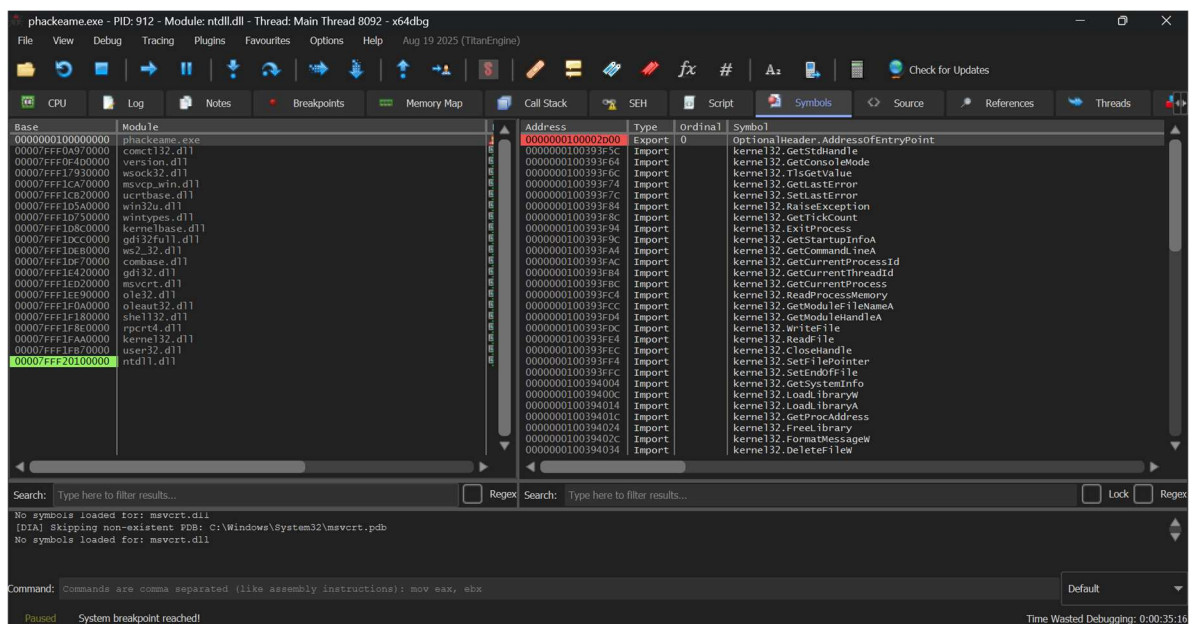 phackeame.exe - PID: 912 - Module: ntdll.dll - Thread: Main Thread 8092 - x64dbg
File View Debug Tracing Plugins Favourites Options Help Aug 19 2025 (TitanEngine)
fx # A₂ Check for Updates
CPU Log Notes Breakpoints Memory Map Call Stack SEH Script Symbols Source References Threads
Base Module
0000000100000000 phackeame.exe
00007FFF0A970000 comctl32.dll
00007FFF0F4D0000 version.dll
00007FFF17930000 wsock32.dll
00007FFF1CA70000 msvcp_win.dll
00007FFF1C820000 ucrtbase.dll
00007FFF1D5A0000 win32u.dll
00007FFF1D750000 wintypes.dll
00007FFF1D8C0000 kernelbase.dll
00007FFF1DCC0000 gdi32full.dll
00007FFF1DEB0000 ws2_32.dll
00007FFF1DF70000 combase.dll
00007FFF1E420000 gdi32.dll
00007FFF1ED20000 msvcrt.dll
00007FFF1EE90000 ole32.dll
00007FFF1F0A0000 oleaut32.dll
00007FFF1F180000 shell32.dll
00007FFF1F8E0000 rpcrt4.dll
00007FFF1FAA0000 kernel32.dll
00007FFF1FB70000 user32.dll
00007FFF20100000 ntdll.dll
Address Type Ordinal Symbol
0000000100002D00 Export 0 OptionalHeader.AddressOfEntryPoint
0000000100393F5C Import kernel32.GetStdHandle
0000000100393F64 Import kernel32.GetConsoleMode
0000000100393F6C Import kernel32.TlsGetValue
0000000100393F74 Import kernel32.GetLastError
0000000100393F7C Import kernel32.SetLastError
0000000100393F84 Import kernel32.RaiseException
0000000100393F8C Import kernel32.GetTickCount
0000000100393F94 Import kernel32.ExitProcess
0000000100393F9C Import kernel32.GetStartupInfoA
0000000100393FA4 Import kernel32.GetCommandLineA
0000000100393FAC Import kernel32.GetCurrentProcessId
0000000100393FB4 Import kernel32.GetCurrentThreadId
0000000100393FBC Import kernel32.GetCurrentProcess
0000000100393FC4 Import kernel32.ReadProcessMemory
0000000100393FCC Import kernel32.GetModuleFileNameA
0000000100393FD4 Import kernel32.GetModuleHandleA
0000000100393FDC Import kernel32.WriteFile
0000000100393FE4 Import kernel32.ReadFile
0000000100393FEC Import kernel32.CloseHandle
0000000100393FF4 Import kernel32.SetFilePointer
0000000100393FFC Import kernel32.SetEndOfFile
0000000100394004 Import kernel32.GetSystemInfo
000000010039400C Import kernel32.LoadLibraryW
0000000100394014 Import kernel32.LoadLibraryA
000000010039401C Import kernel32.GetProcAddress
0000000100394024 Import kernel32.FreeLibrary
000000010039402C Import kernel32.FormatMessageW
0000000100394034 Import kernel32.DeleteFileW
Search: Type here to filter results... Regex Search: Type here to filter results... Lock Regex
No symbols loaded for: msvcrt.dll
[DIA] Skipping non-existent PDB: C:\Windows\System32\msvcrt.pdb
No symbols loaded for: msvcrt.dll
Command: Commands are comma separated (like assembly instructions): mov eax, ebx Default
Paused System breakpoint reached! Time Wasted Debugging: 0:00:35:16